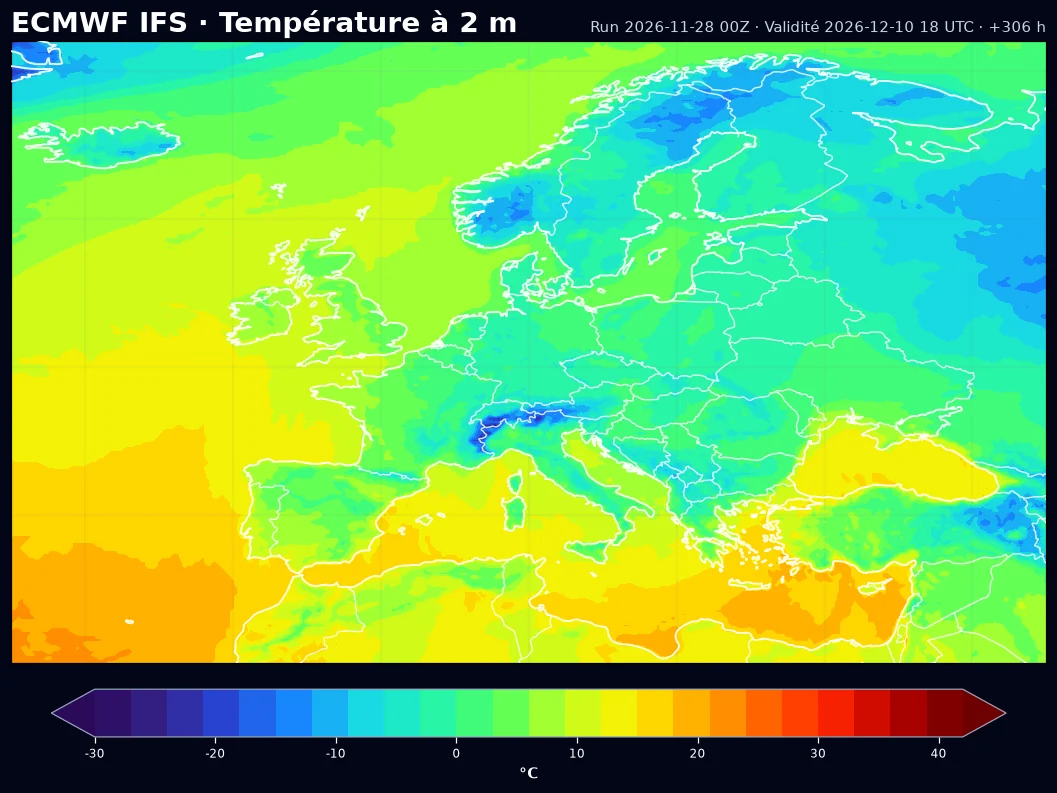 ECMWF IFS · Température à 2 m
Run 2026-11-28 00Z · Validité 2026-12-10 18 UTC · +306 h
-30 -20 -10 0 10 20 30 40
°C